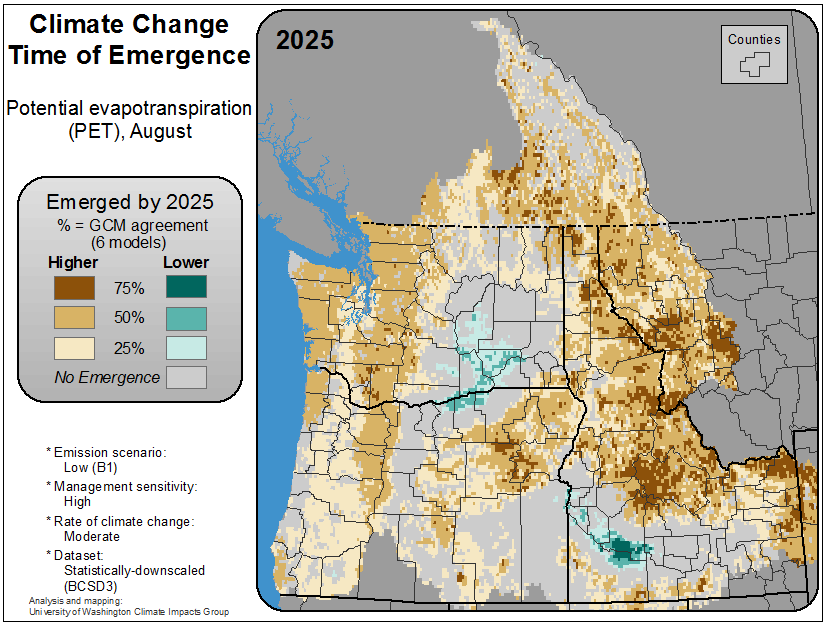 Climate Change
Time of Emergence
Potential evapotranspiration
(PET), August
Emerged by 2025
% = GCM agreement
(6 models)
Higher Lower
75%
50%
25%
No Emergence
* Emission scenario:
Low (B1)
* Management sensitivity:
High
* Rate of climate change:
Moderate
* Dataset:
Statistically-downscaled
(BCSD3)
Analysis and mapping:
University of Washington Climate Impacts Group
2025
Counties